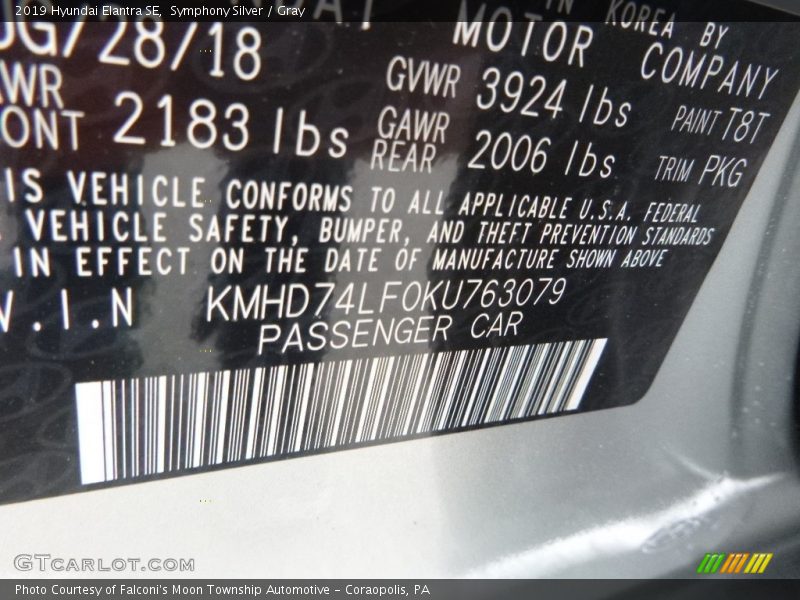 2019 Hyundai Elantra SE, Symphony Silver / Gray
KOREA BY
MOTOR COMPANY
/28/18
GVWR 3924 lbs
PAINT T8T
2183 lbs
GAWR REAR 2006 lbs
TRIM PKG
IS VEHICLE CONFORMS TO ALL APPLICABLE U.S.A. FEDERAL
VEHICLE SAFETY, BUMPER, AND THEFT PREVENTION STANDARDS
IN EFFECT ON THE DATE OF MANUFACTURE SHOWN ABOVE
V.I.N KMHD74LF0KU763079
PASSENGER CAR
GTCARLOT.COM
Photo Courtesy of Falconi's Moon Township Automotive – Coraopolis, PA